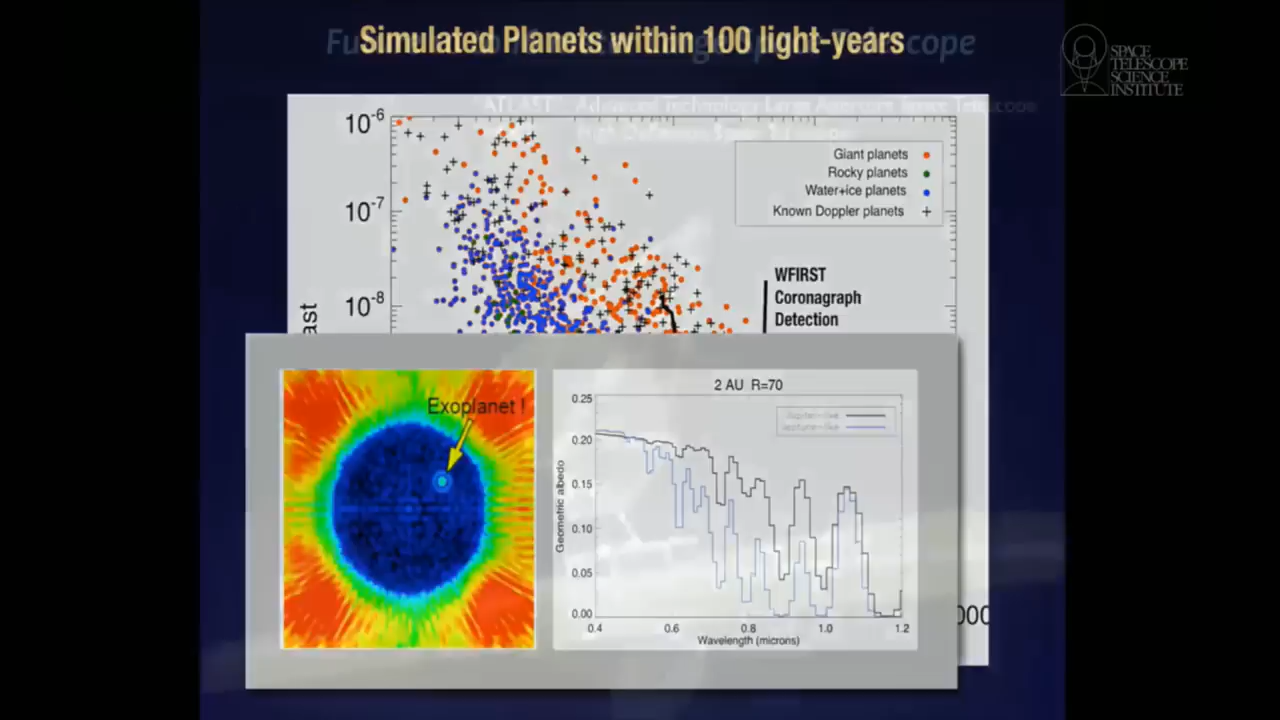 Simulated Planets within 100 light-years
SPACE
TELESCOPE
SCIENCE
INSTITUTE
10-6
10-7
10-8
Giant planets
Rocky planets
Water+ice planets
Known Doppler planets
WFIRST
Coronagraph
Detection
Exoplanet !
2 AU R=70
0.25
0.20
0.15
0.10
0.05
0.00
Geometric albedo
0.4 0.6 0.8 1.0 1.2
Wavelength (microns)